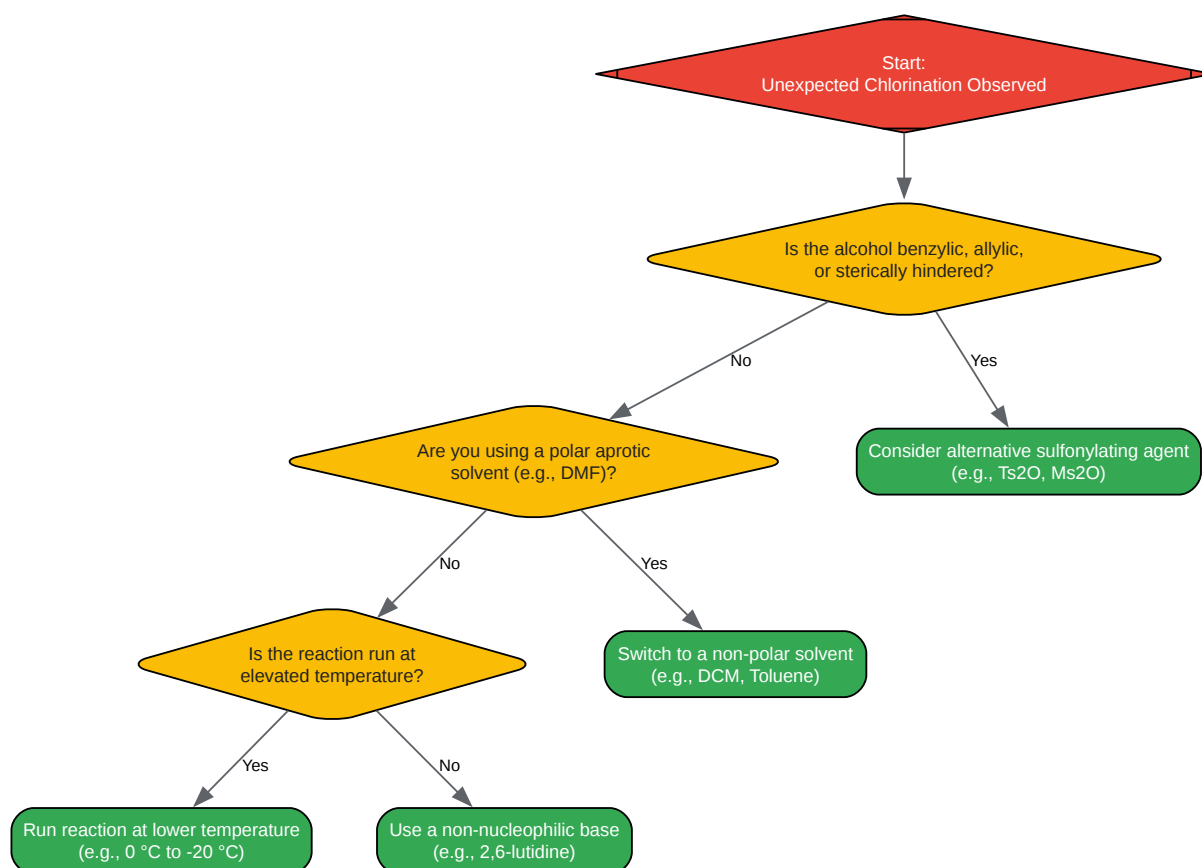 Start:
Unexpected Chlorination Observed
Is the alcohol benzylic, allylic,
or sterically hindered?
No
Yes
Are you using a polar aprotic
solvent (e.g., DMF)?
Consider alternative sulfonylating agent
(e.g., Ts2O, Ms2O)
No
Yes
Is the reaction run at
elevated temperature?
Switch to a non-polar solvent
(e.g., DCM, Toluene)
Yes
No
Run reaction at lower temperature
(e.g., 0 °C to -20 °C)
Use a non-nucleophilic base
(e.g., 2,6-lutidine)